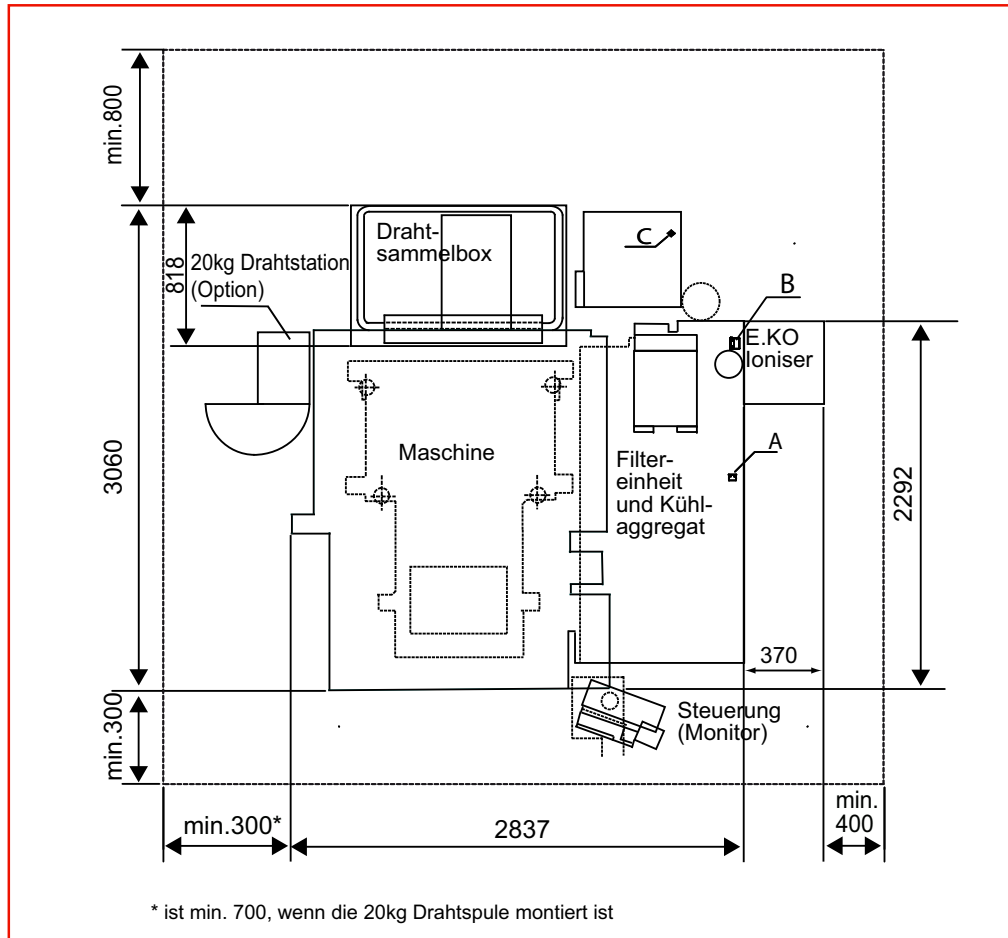 min.800
818
3060
min.300
20kg Drahtstation
(Option)
Draht-
sammelbox
C
B
E.KO
Ioniser
A
Maschine
Filter-
einheit
und Kühl-
aggregat
2292
370
Steuerung
(Monitor)
min.300*
2837
min.
400
* ist min. 700, wenn die 20kg Drahtspule montiert ist